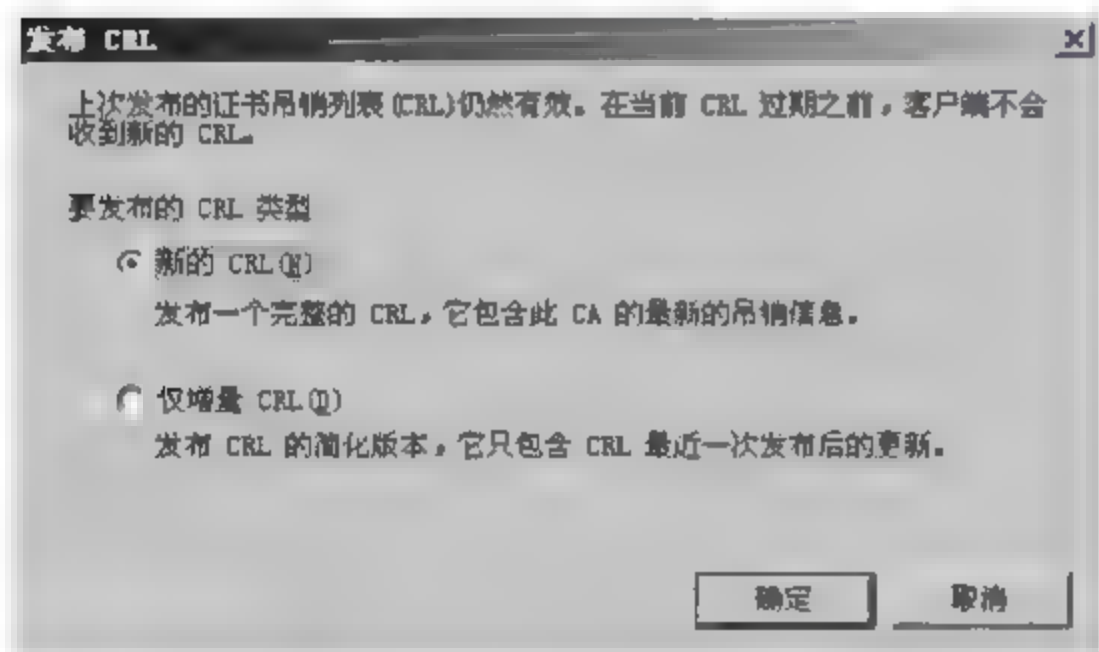 发布 CRL
上次发布的证书吊销列表(CRL)仍然有效。在当前 CRL 过期之前，客户端不会
收到新的 CRL。
要发布的 CRL 类型
新的 CRL(N)
发布一个完整的 CRL，它包含此 CA 的最新的吊销信息。
仅增量 CRL(D)
发布 CRL 的简化版本，它只包含 CRL 最近一次发布后的更新。
确定
取消